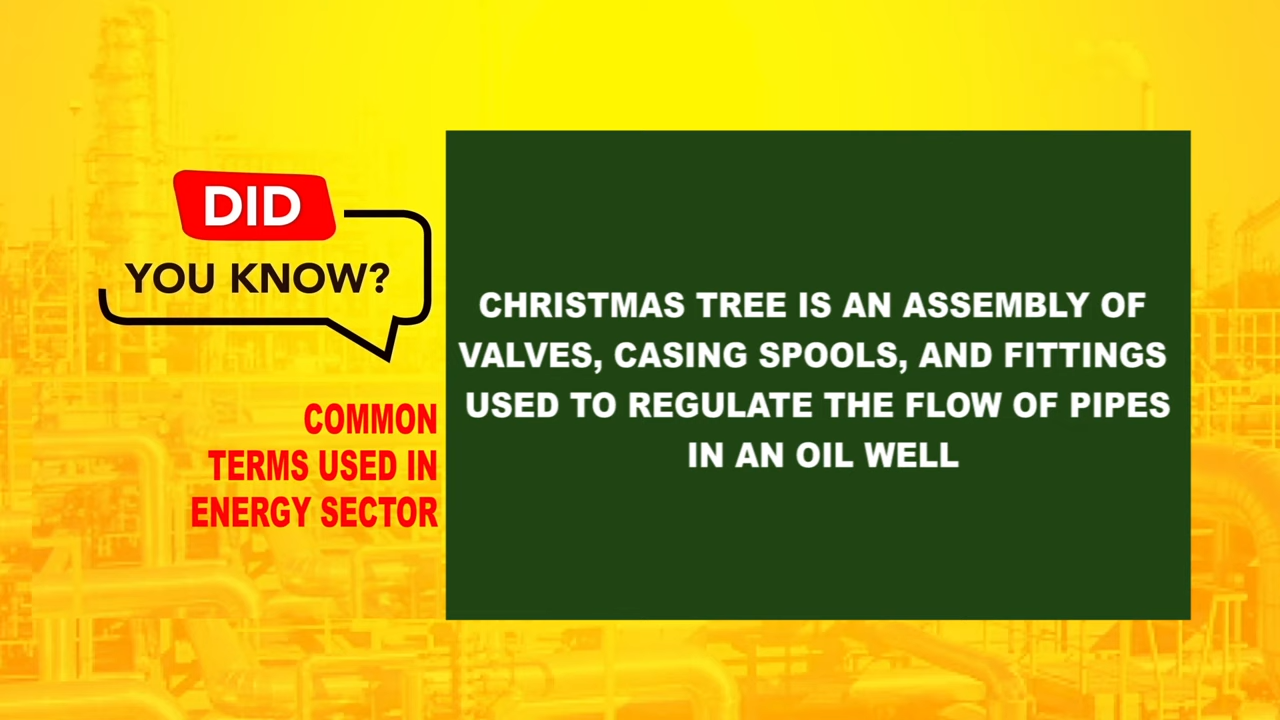 DID
YOU KNOW?
COMMON
TERMS USED IN
ENERGY SECTOR
CHRISTMAS TREE IS AN ASSEMBLY OF
VALVES, CASING SPOOLS, AND FITTINGS
USED TO REGULATE THE FLOW OF PIPES
IN AN OIL WELL